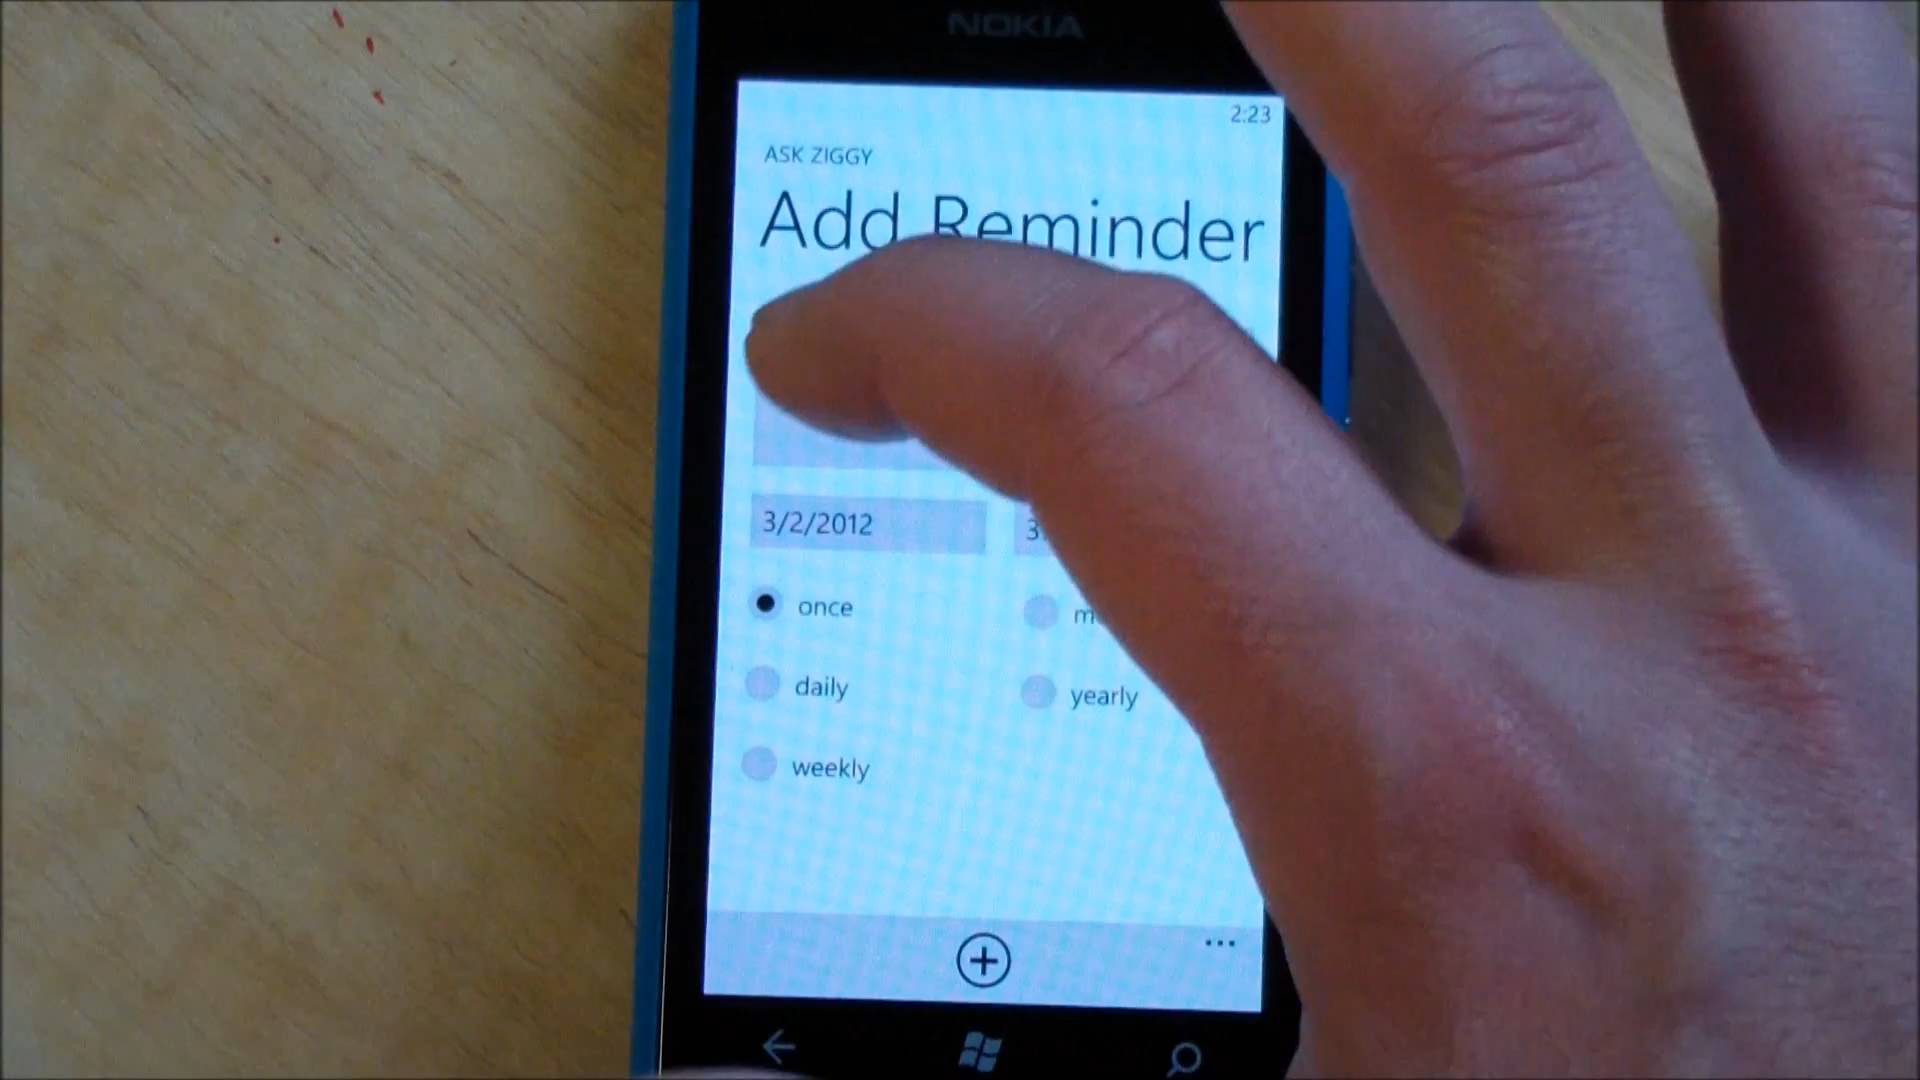 NOKIA
2:23
ASK ZIGGY
Add Reminder
3/2/2012
once
daily
yearly
weekly